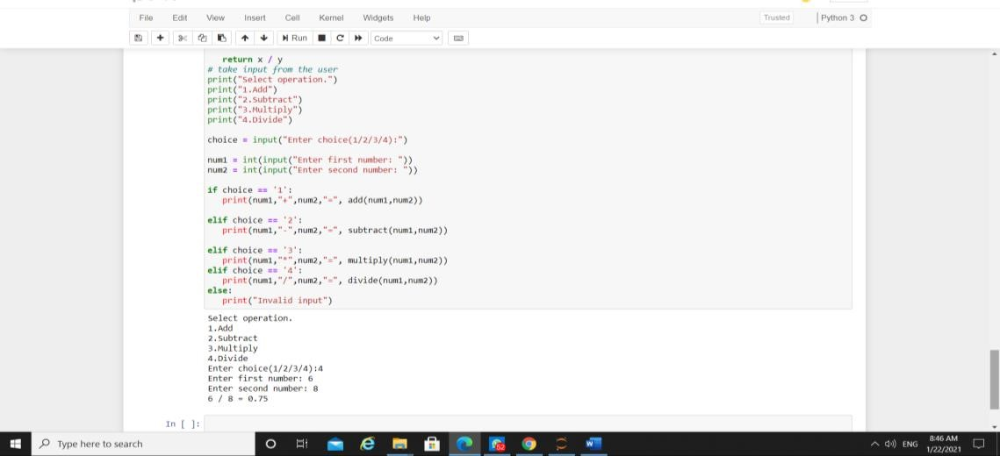 File Edit View Insert Cell Kernel Widgets Help Trusted Python 3
Run Code
return x / y
# take input from the user
print("Select operation.")
print("1.Add")
print("2.Subtract")
print("3.Multiply")
print("4.Divide")
choice = input("Enter choice(1/2/3/4):")
num1 = int(input("Enter first number: "))
num2 = int(input("Enter second number: "))
if choice == '1':
print(num1,"+",num2,"=", add(num1,num2))
elif choice == '2':
print(num1,"-",num2,"=", subtract(num1,num2))
elif choice == '3':
print(num1,"*",num2,"=", multiply(num1,num2))
elif choice == '4':
print(num1,"/",num2,"=", divide(num1,num2))
else:
print("Invalid input")
Select operation.
1.Add
2.Subtract
3.Multiply
4.Divide
Enter choice(1/2/3/4):4
Enter first number: 6
Enter second number: 8
6 / 8 = 0.75
In [ ]:
Type here to search
52
ENG
8:46 AM
1/22/2021